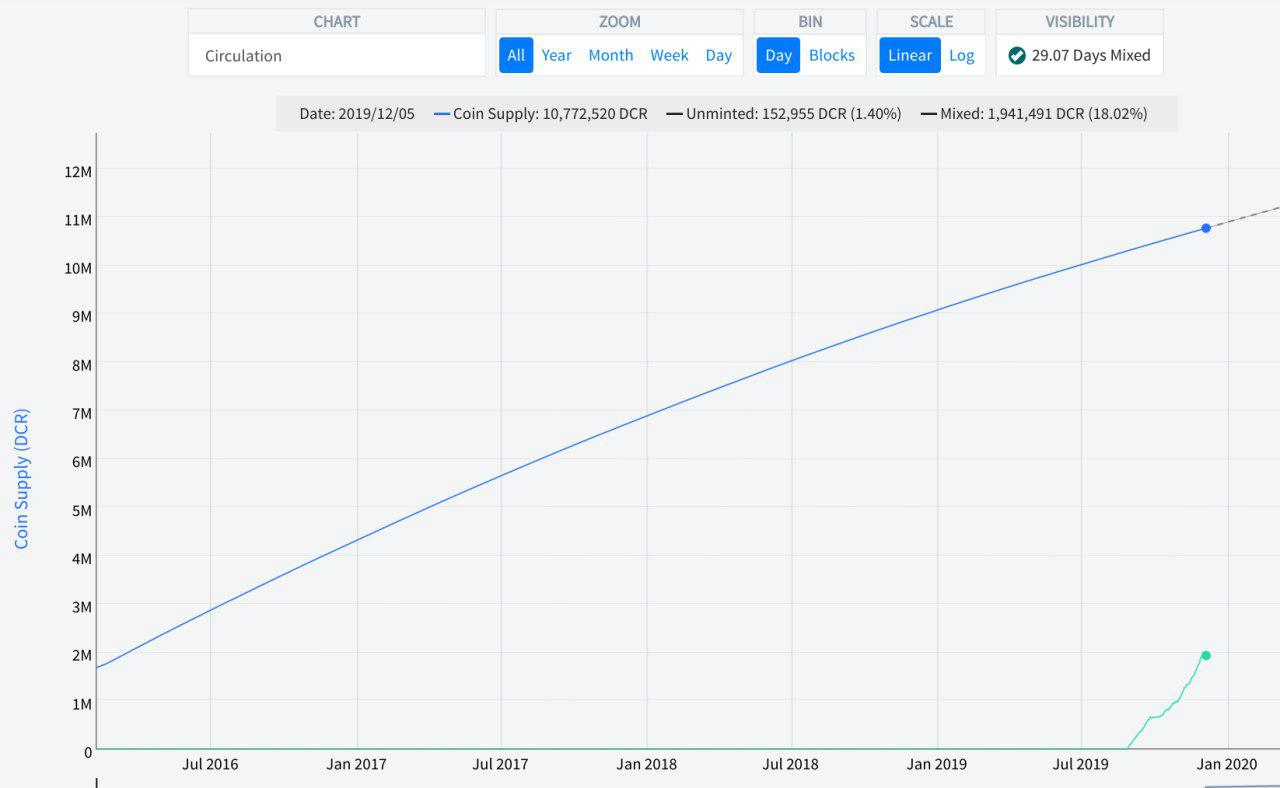 CHART ZOOM BIN SCALE VISIBILITY
Circulation All Year Month Week Day Day Blocks Linear Log 29.07 Days Mixed
Date: 2019/12/05 Coin Supply: 10,772,520 DCR Unminted: 152,955 DCR (1.40%) Mixed: 1,941,491 DCR (18.02%)
12M
11M
10M
9M
8M
7M
6M
5M
4M
3M
2M
1M
0
Coin Supply (DCR)
Jul 2016 Jan 2017 Jul 2017 Jan 2018 Jul 2018 Jan 2019 Jul 2019 Jan 2020